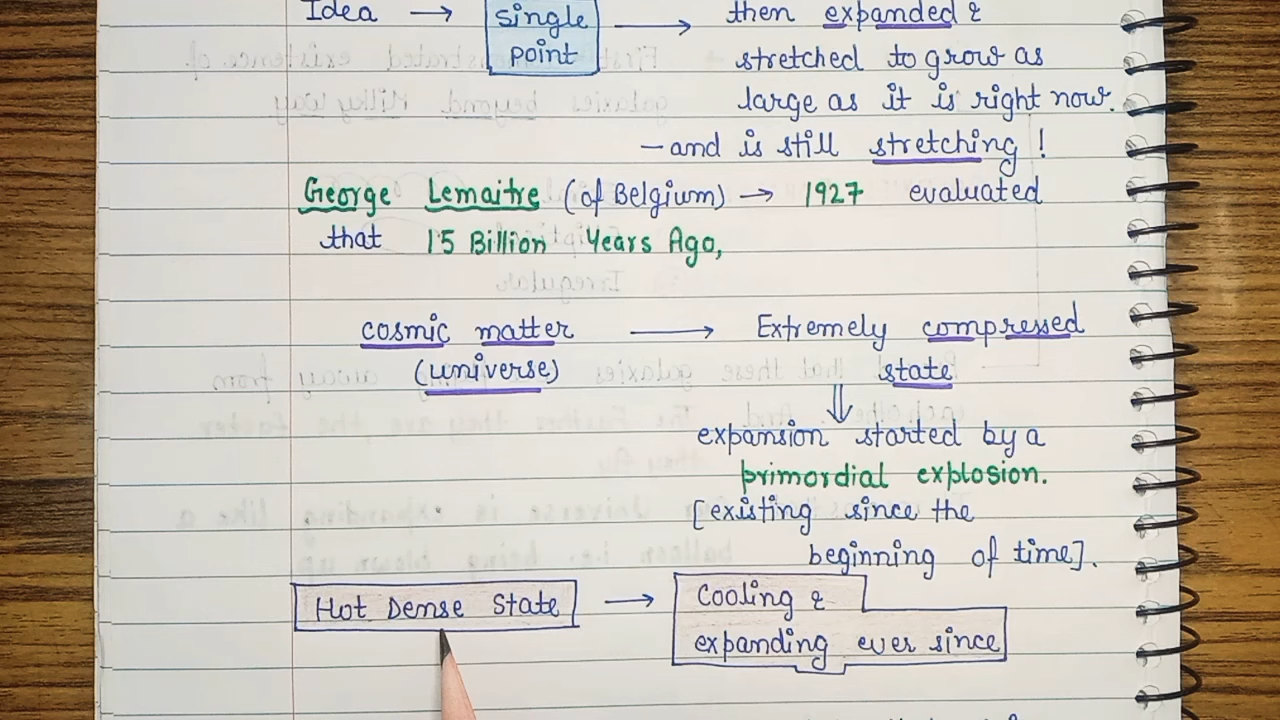 Idea → single point → then expanded &
stretched to grow as
large as it is right now.
– and is still stretching !
George Lemaitre (of Belgium) → 1927 evaluated
that 15 Billion Years Ago,
cosmic matter → Extremely compressed
(universe) state
⇓
expansion started by a
primordial explosion.
[existing since the
beginning of time].
Hot Dense State → Cooling &
expanding ever since